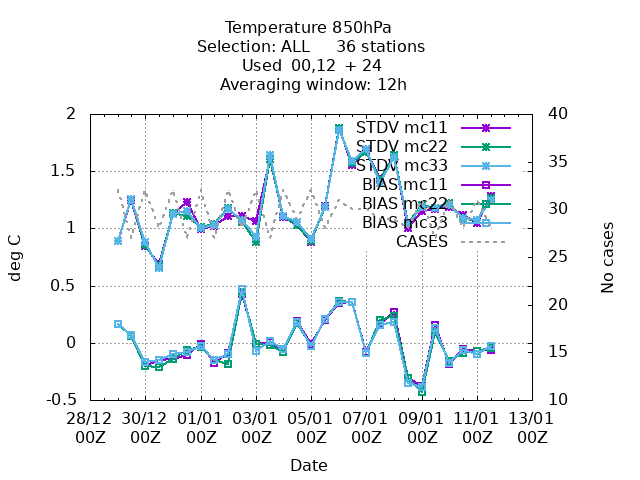 Temperature 850hPa
Selection: ALL 36 stations
Used 00,12 + 24
Averaging window: 12h
2
1.5
1
0.5
0
-0.5
deg C
40
35
30
25
20
15
10
No cases
STDV mc11
STDV mc22
STDV mc33
BIAS mc11
BIAS mc22
BIAS mc33
CASES
28/12 30/12 01/01 03/01 05/01 07/01 09/01 11/01 13/01
00Z 00Z 00Z 00Z 00Z 00Z 00Z 00Z 00Z
Date